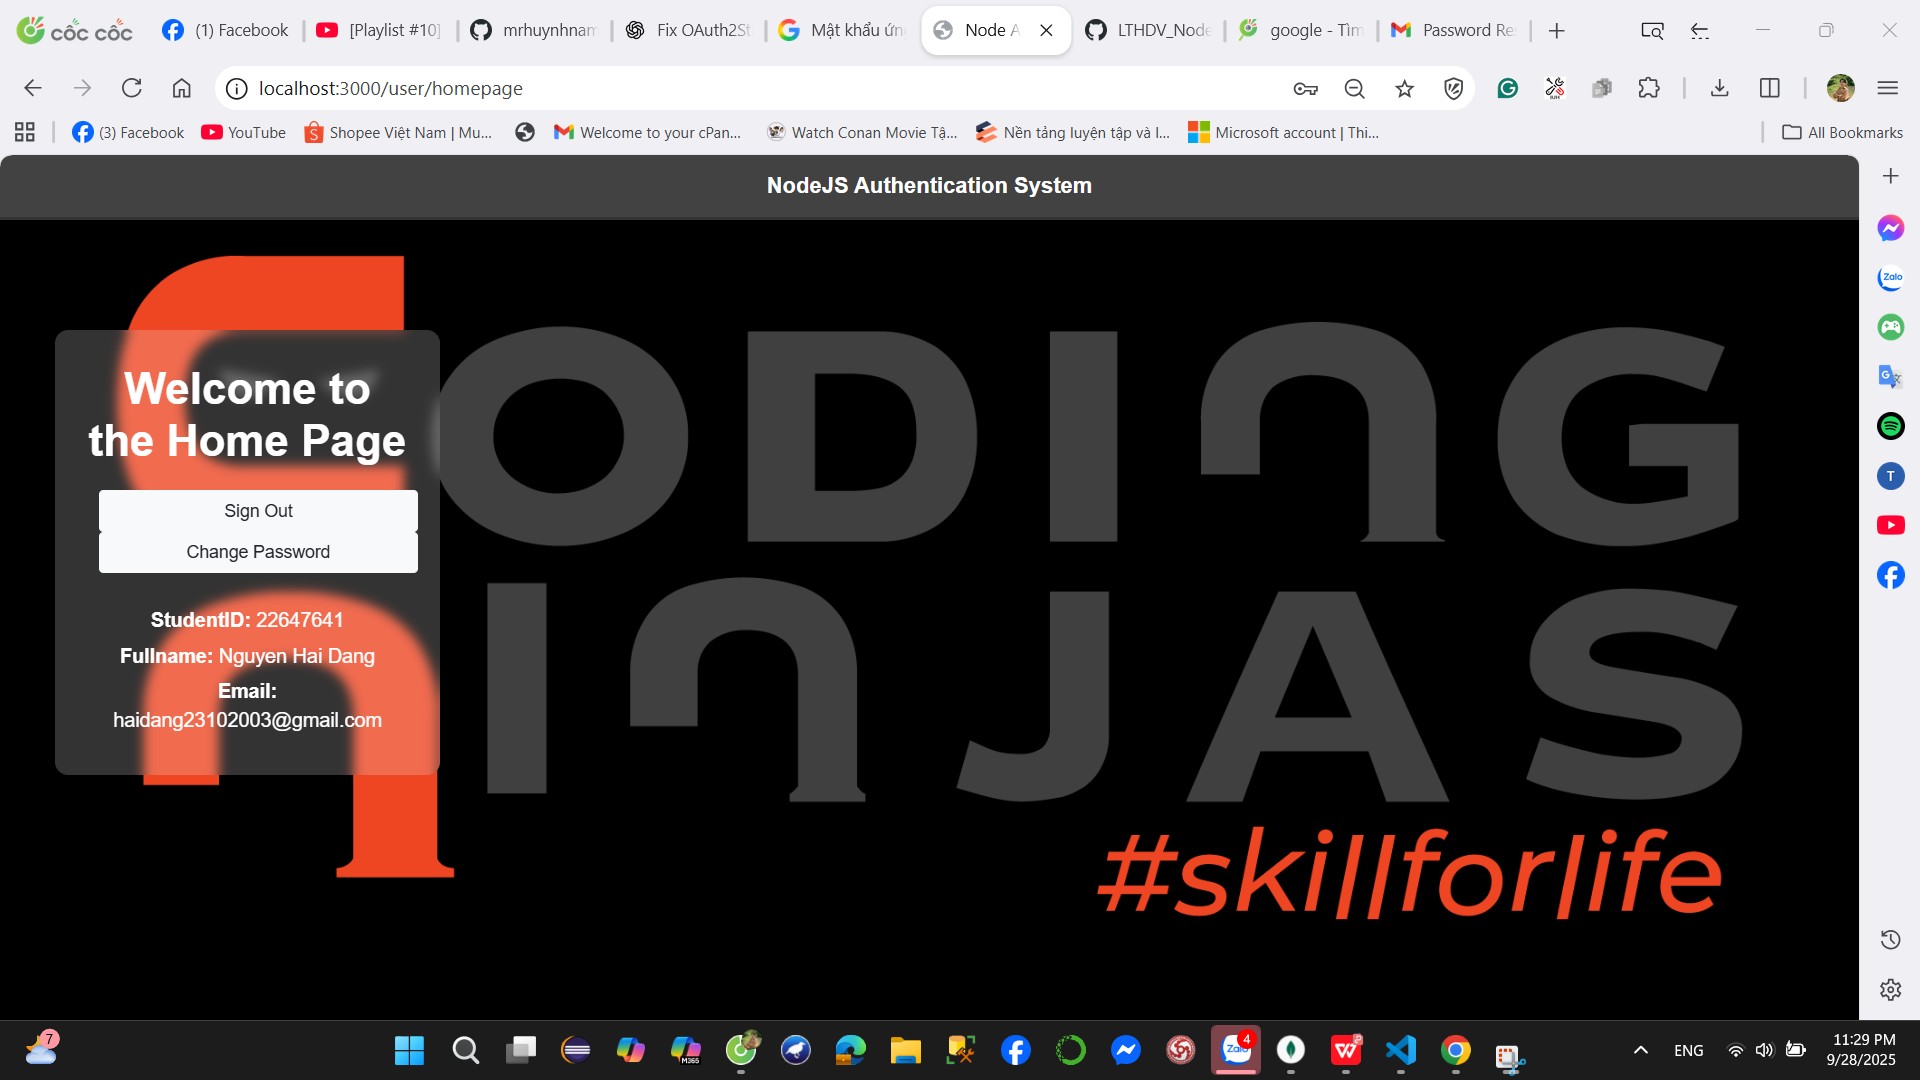 cốc cốc
(1) Facebook
[Playlist #10]
mrhuynhnam
Fix OAuth2St
Mật khẩu ứn
Node A
LTHDV_Node
google - Tìm
Password Re
localhost:3000/user/homepage
(3) Facebook
YouTube
Shopee Việt Nam | Mu...
Welcome to your cPan...
Watch Conan Movie Tậ...
Nền tảng luyện tập và l...
Microsoft account | Thi...
All Bookmarks
NodeJS Authentication System
CODING
NINJAS
#skillforlife
Welcome to
the Home Page
Sign Out
Change Password
StudentID: 22647641
Fullname: Nguyen Hai Dang
Email:
haidang23102003@gmail.com
Zalo
T
7
M365
Zalo
4
ENG
11:29 PM
9/28/2025